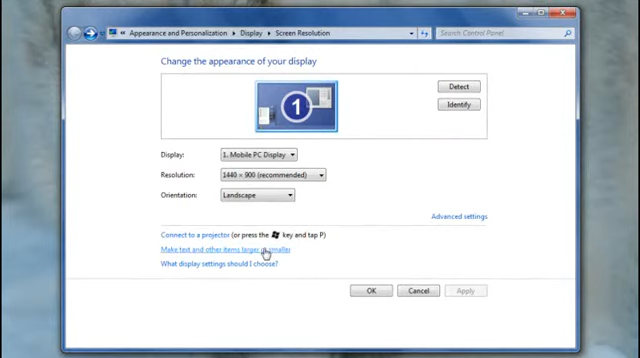 « Appearance and Personalization ▸ Display ▸ Screen Resolution
Search Control Panel
Change the appearance of your display
1
Detect
Identify
Display: 1. Mobile PC Display
Resolution: 1440 × 900 (recommended)
Orientation: Landscape
Advanced settings
Connect to a projector (or press the key and tap P)
Make text and other items larger or smaller
What display settings should I choose?
OK Cancel Apply